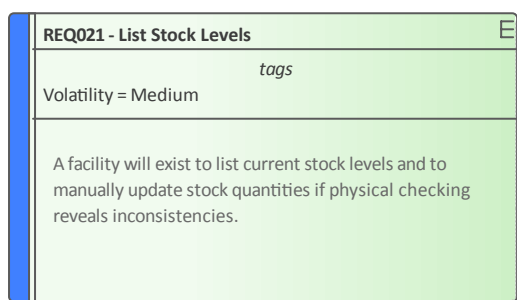 REQ021 - List Stock Levels
E
tags
Volatility = Medium
A facility will exist to list current stock levels and to
manually update stock quantities if physical checking
reveals inconsistencies.